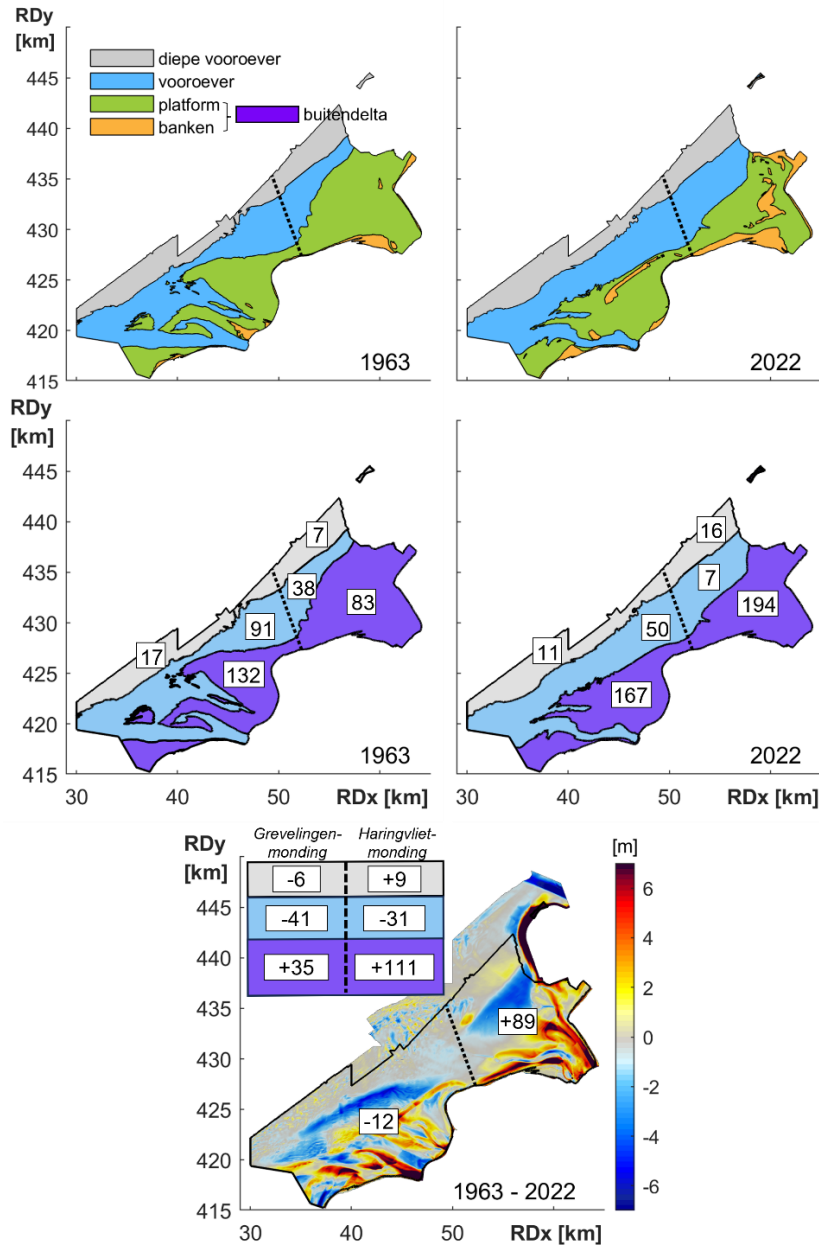 RDy
[km]
diepe vooroever
vooroever
platform
banken
buitendelta
445
440
435
430
425
420
415
1963
2022
RDy
[km]
445
440
435
430
425
420
415
7
38
83
91
17
132
1963
16
7
194
50
11
167
2022
30 40 50 60
RDx [km]
30 40 50 60
RDx [km]
RDy
[km]
445
440
435
430
425
420
415
Grevelingen-
monding
Haringvliet-
monding
-6 +9
-41 -31
+35 +111
+89
-12
1963 - 2022
30 40 50 60
RDx [km]
[m]
6
4
2
0
-2
-4
-6